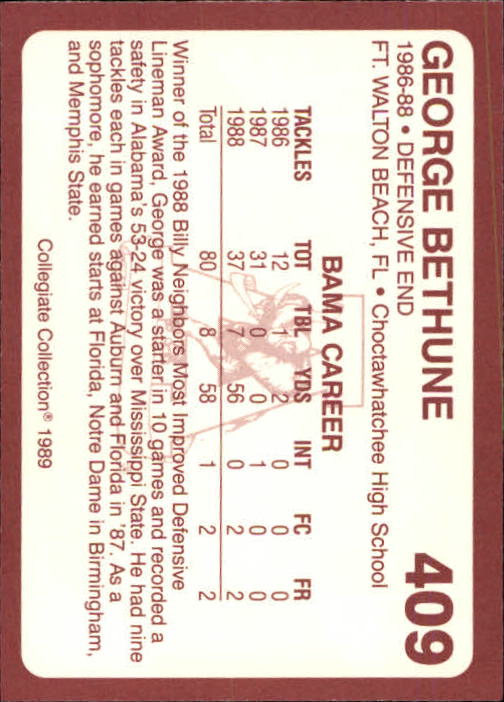 GEORGE BETHUNE 409
1986-88 • DEFENSIVE END
FT. WALTON BEACH, FL • Choctawhatchee High School
BAMA CAREER
TACKLES TOT TBL YDS INT FC FR
1986 12 1 2 0 0 0
1987 31 0 0 1 0 0
1988 37 7 56 0 2 2
Total 80 8 58 1 2 2
Winner of the 1988 Billy Neighbors Most Improved Defensive
Lineman Award, George was a starter in 10 games and recorded a
safety in Alabama's 53-24 victory over Mississippi State. He had nine
tackles each in games against Auburn and Florida in '87. As a
sophomore, he earned starts at Florida, Notre Dame in Birmingham,
and Memphis State.
Collegiate Collection® 1989